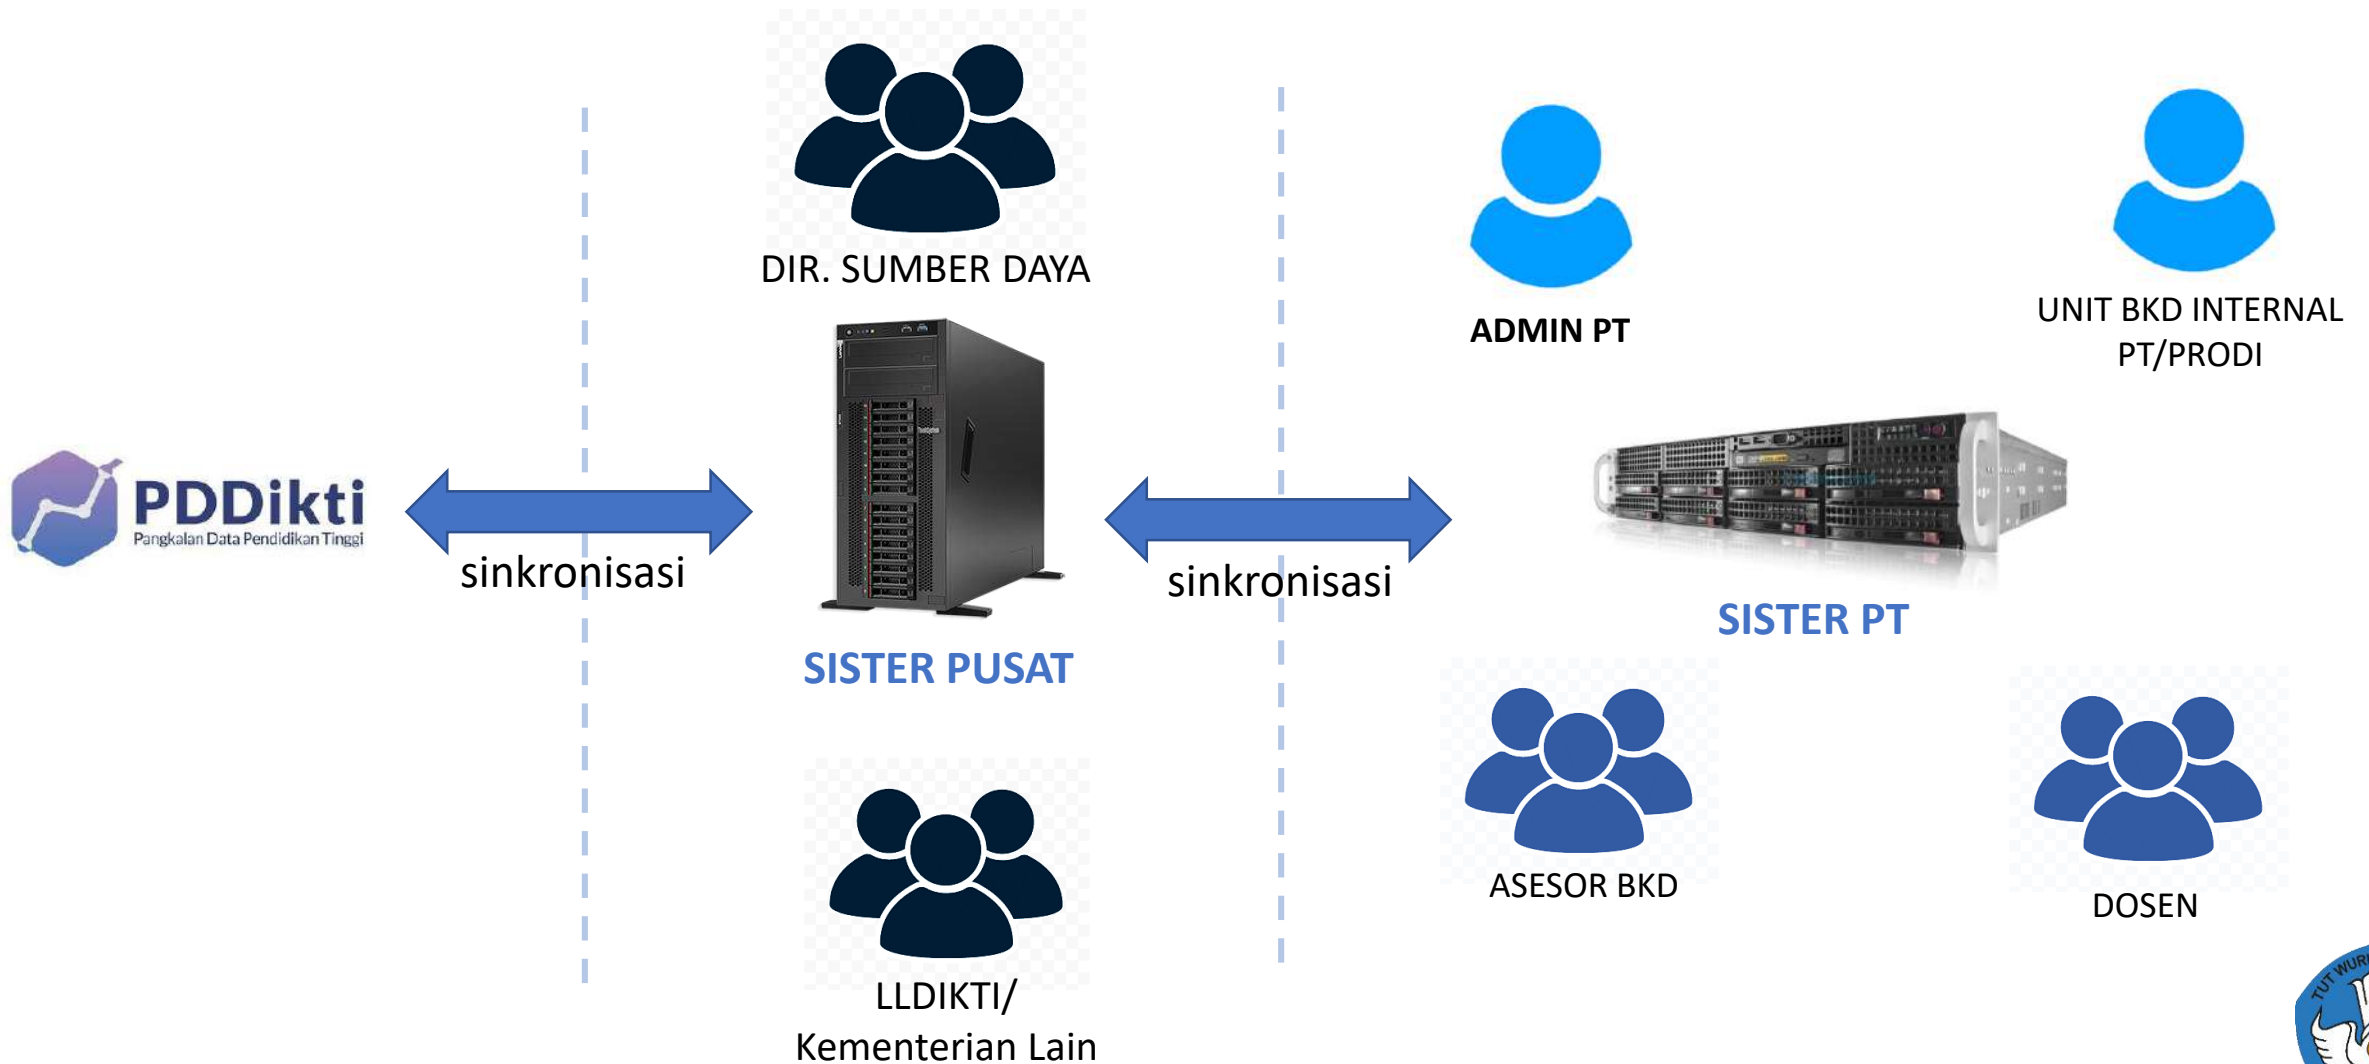 DIR. SUMBER DAYA
ADMIN PT
UNIT BKD INTERNAL
PT/PRODI
PDDikti
Pangkalan Data Pendidikan Tinggi
sinkronisasi
sinkronisasi
SISTER PUSAT
SISTER PT
ASESOR BKD
DOSEN
LLDIKTI/
Kementerian Lain
TUT WURI